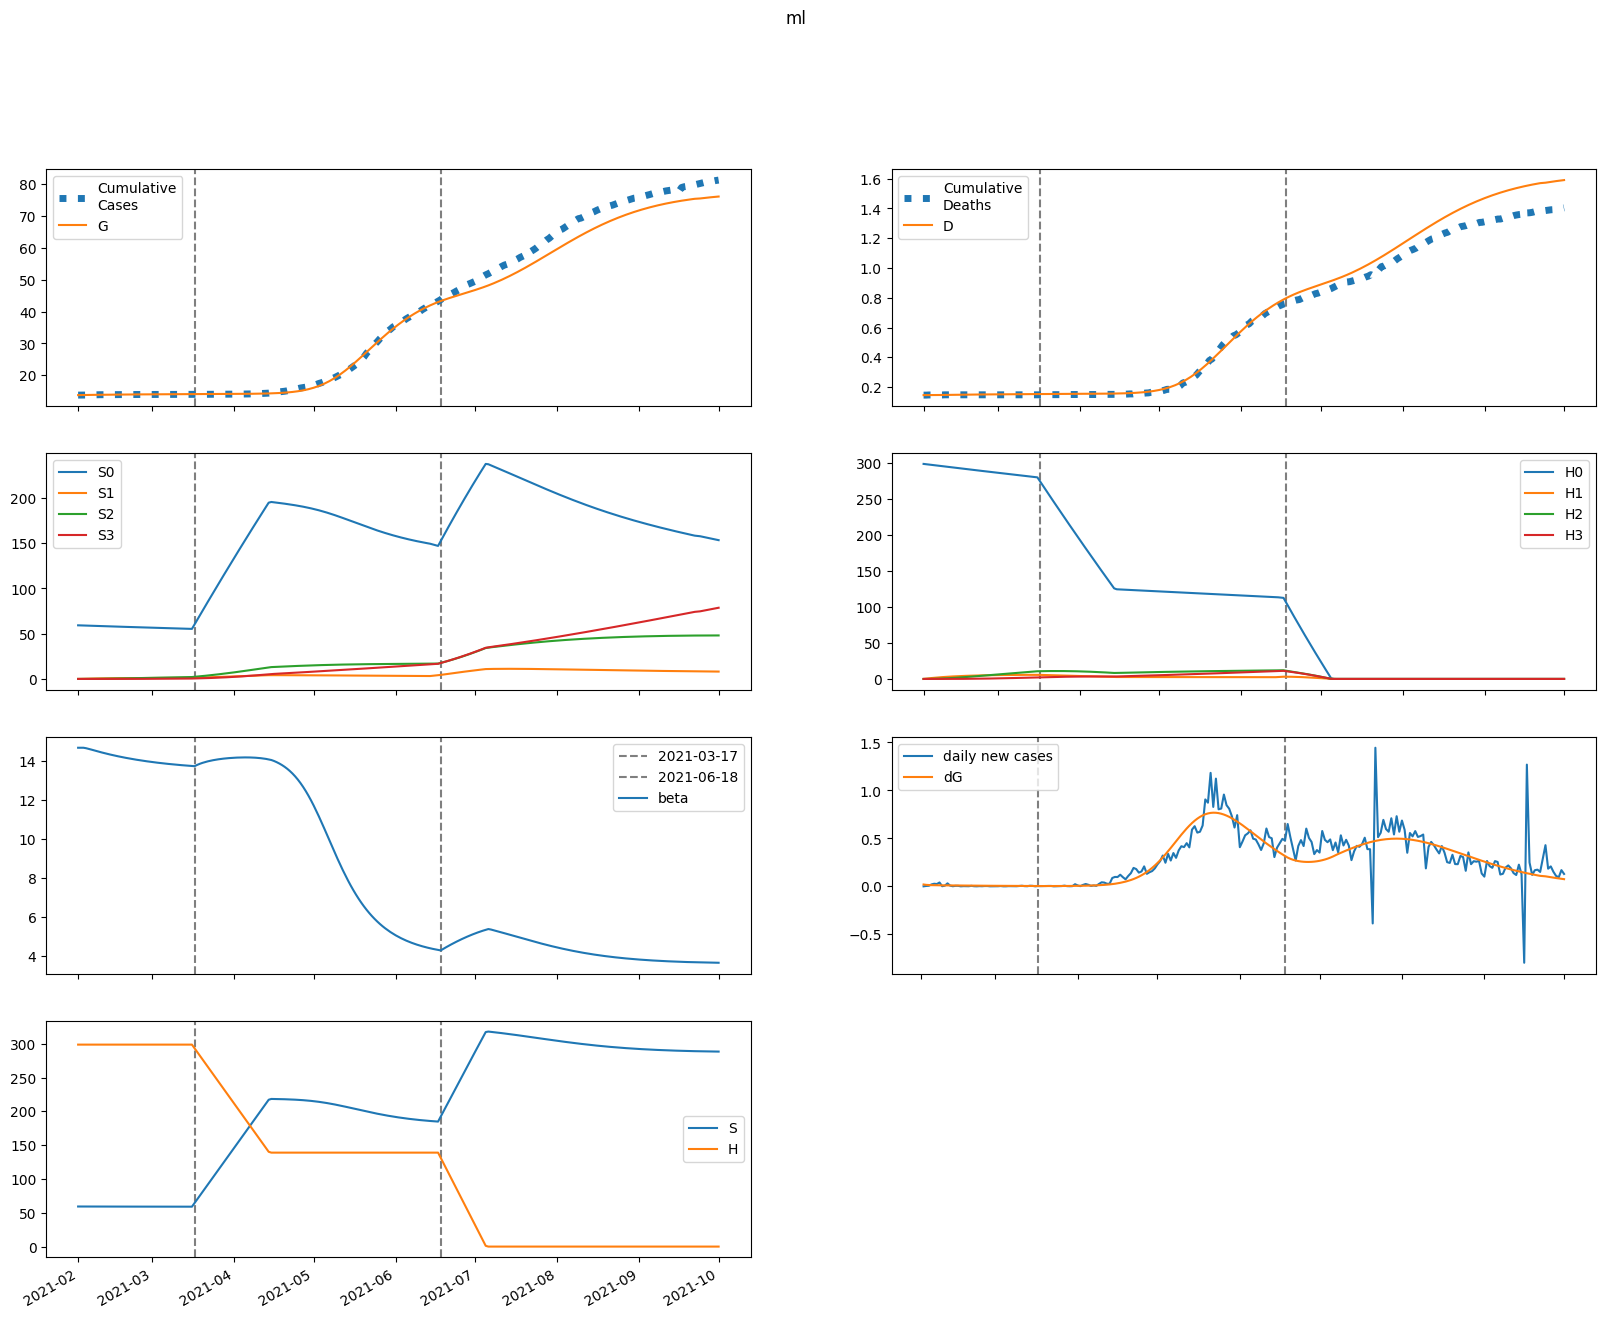 ml
80
70
60
50
40
30
20
Cumulative
Cases
G
1.6
1.4
1.2
1.0
0.8
0.6
0.4
0.2
Cumulative
Deaths
D
200
150
100
50
0
S0
S1
S2
S3
300
250
200
150
100
50
0
H0
H1
H2
H3
14
12
10
8
6
4
2021-03-17
2021-06-18
beta
1.5
1.0
0.5
0.0
−0.5
daily new cases
dG
300
250
200
150
100
50
0
S
H
2021-02
2021-03
2021-04
2021-05
2021-06
2021-07
2021-08
2021-09
2021-10